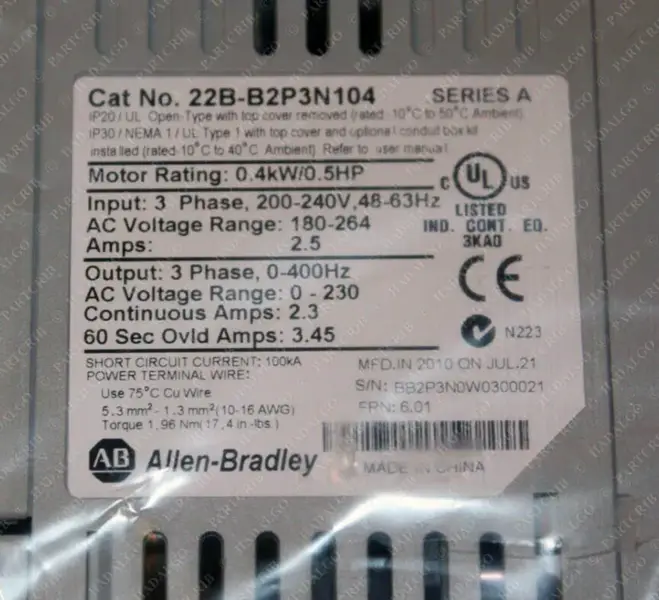 Cat No. 22B-B2P3N104 SERIES A
IP20 / UL Open-Type with top cover removed (rated -10°C to 50°C Ambient)
IP30 / NEMA 1 / UL Type 1 with top cover and optional conduit box kit
installed (rated-10°C to 40°C Ambient). Refer to user manual
Motor Rating: 0.4kW/0.5HP
Input: 3 Phase, 200-240V,48-63Hz
AC Voltage Range: 180-264
Amps: 2.5
C UL US
LISTED
IND. CONT. EQ.
3KA0
Output: 3 Phase, 0-400Hz
AC Voltage Range: 0 - 230
Continuous Amps: 2.3
60 Sec Ovld Amps: 3.45
CE
N223
SHORT CIRCUIT CURRENT: 100kA
POWER TERMINAL WIRE:
Use 75°C Cu Wire
5.3 mm² - 1.3 mm²(10-16 AWG)
Torque 1.96 Nm(17.4 in.-lbs.)
MFD.IN 2010 ON JUL.21
S/N: BB2P3N0W0300021
FRN: 6.01
AB Allen-Bradley
MADE IN CHINA
HADALGO © PARTCRIB